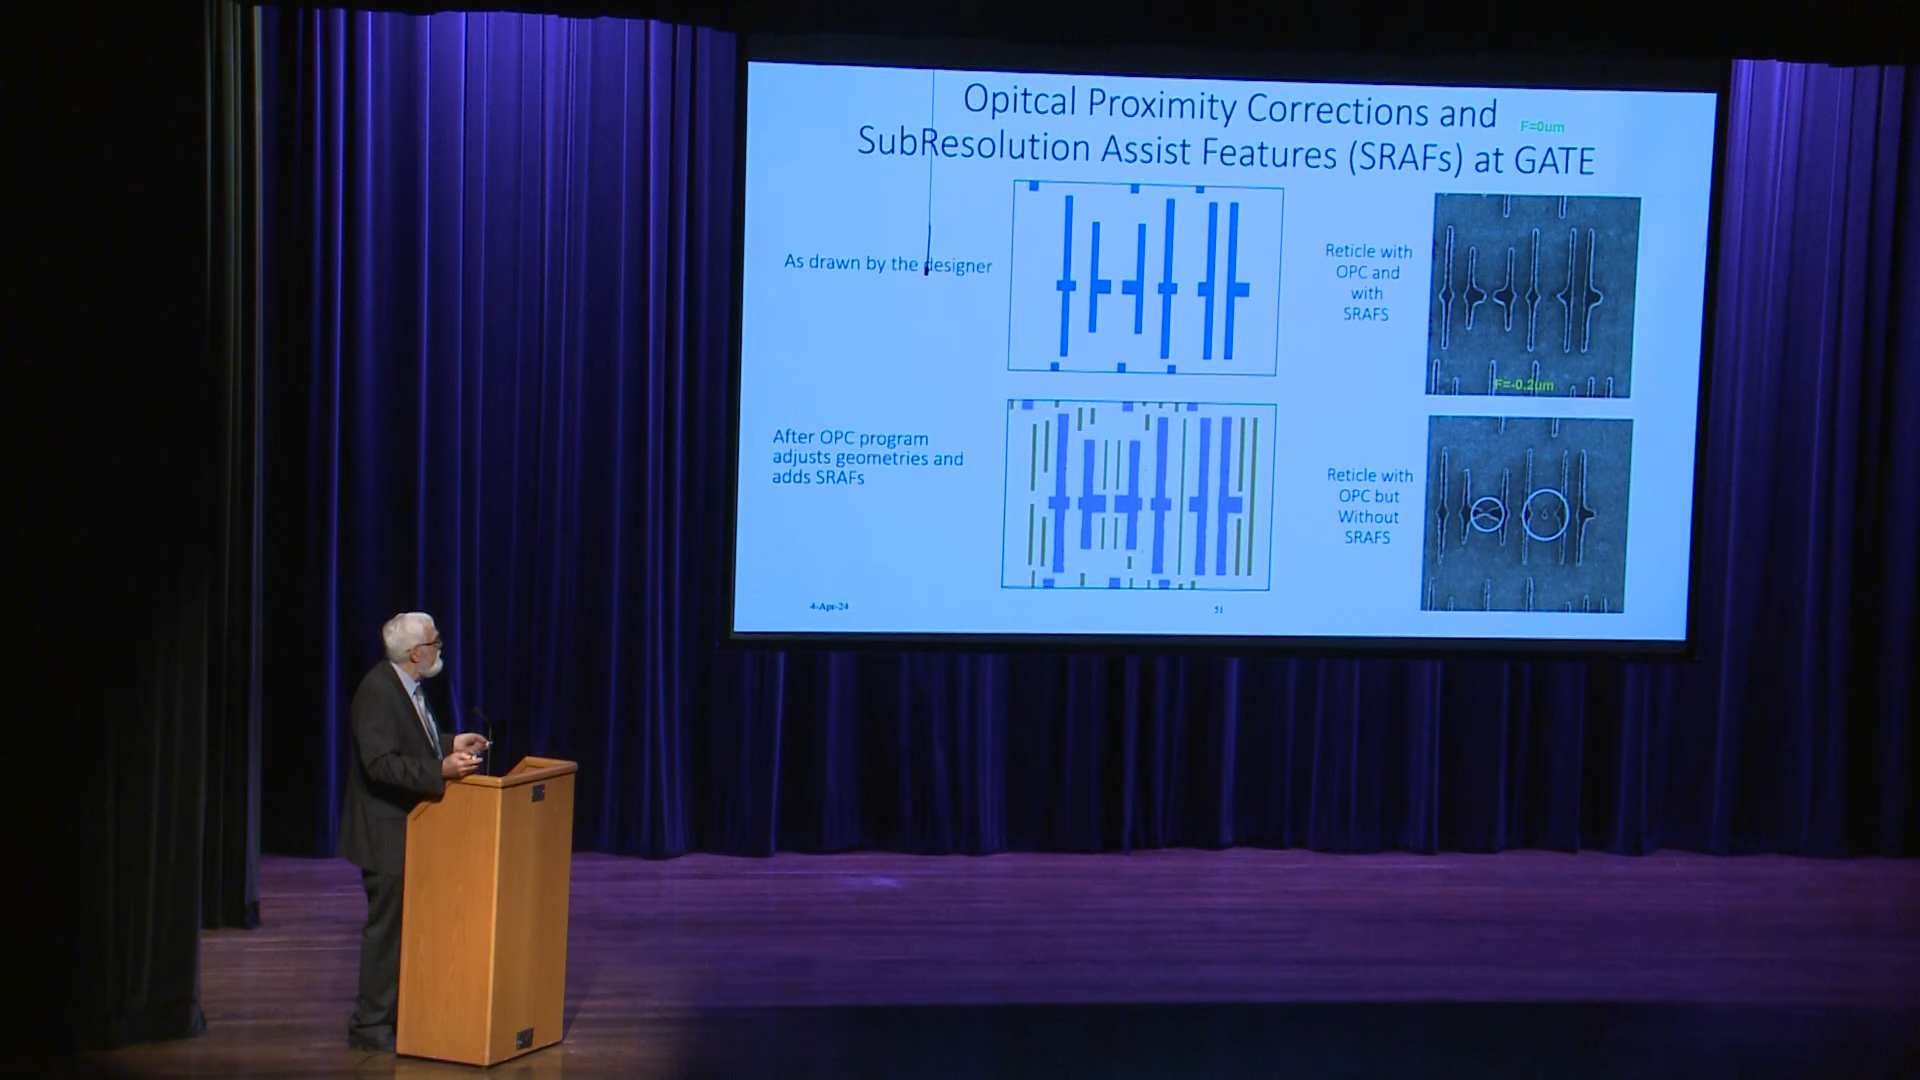 Opitcal Proximity Corrections and
F=0um
SubResolution Assist Features (SRAFs) at GATE
As drawn by the designer
Reticle with
OPC and
with
SRAFS
F=-0.2um
After OPC program
adjusts geometries and
adds SRAFs
Reticle with
OPC but
Without
SRAFS
4-Apr-24
51